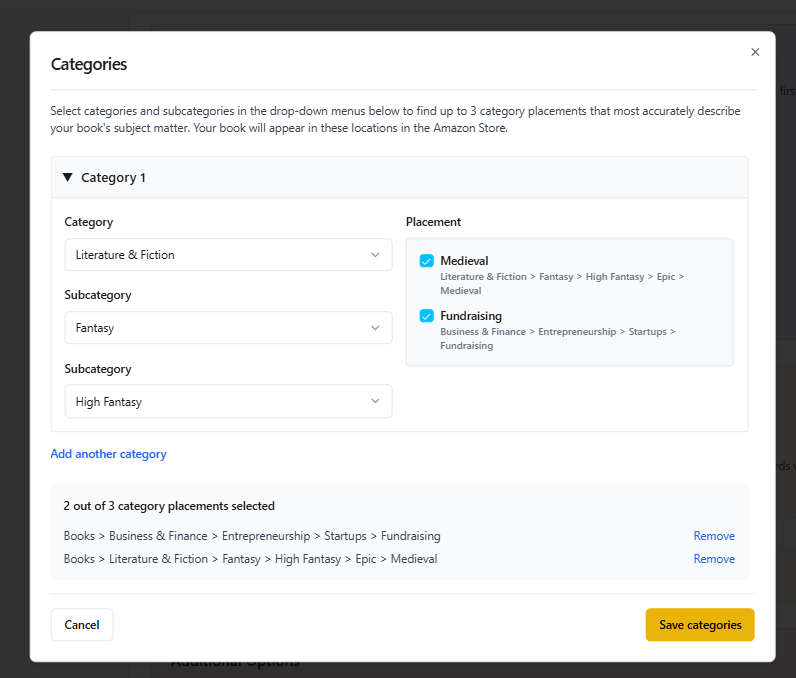 Categories
Select categories and subcategories in the drop-down menus below to find up to 3 category placements that most accurately describe
your book's subject matter. Your book will appear in these locations in the Amazon Store.
Category 1
Category
Literature & Fiction
Subcategory
Fantasy
Subcategory
High Fantasy
Placement
Medieval
Literature & Fiction > Fantasy > High Fantasy > Epic >
Medieval
Fundraising
Business & Finance > Entrepreneurship > Startups >
Fundraising
Add another category
2 out of 3 category placements selected
Books > Business & Finance > Entrepreneurship > Startups > Fundraising Remove
Books > Literature & Fiction > Fantasy > High Fantasy > Epic > Medieval Remove
Cancel
Save categories
Additional Options